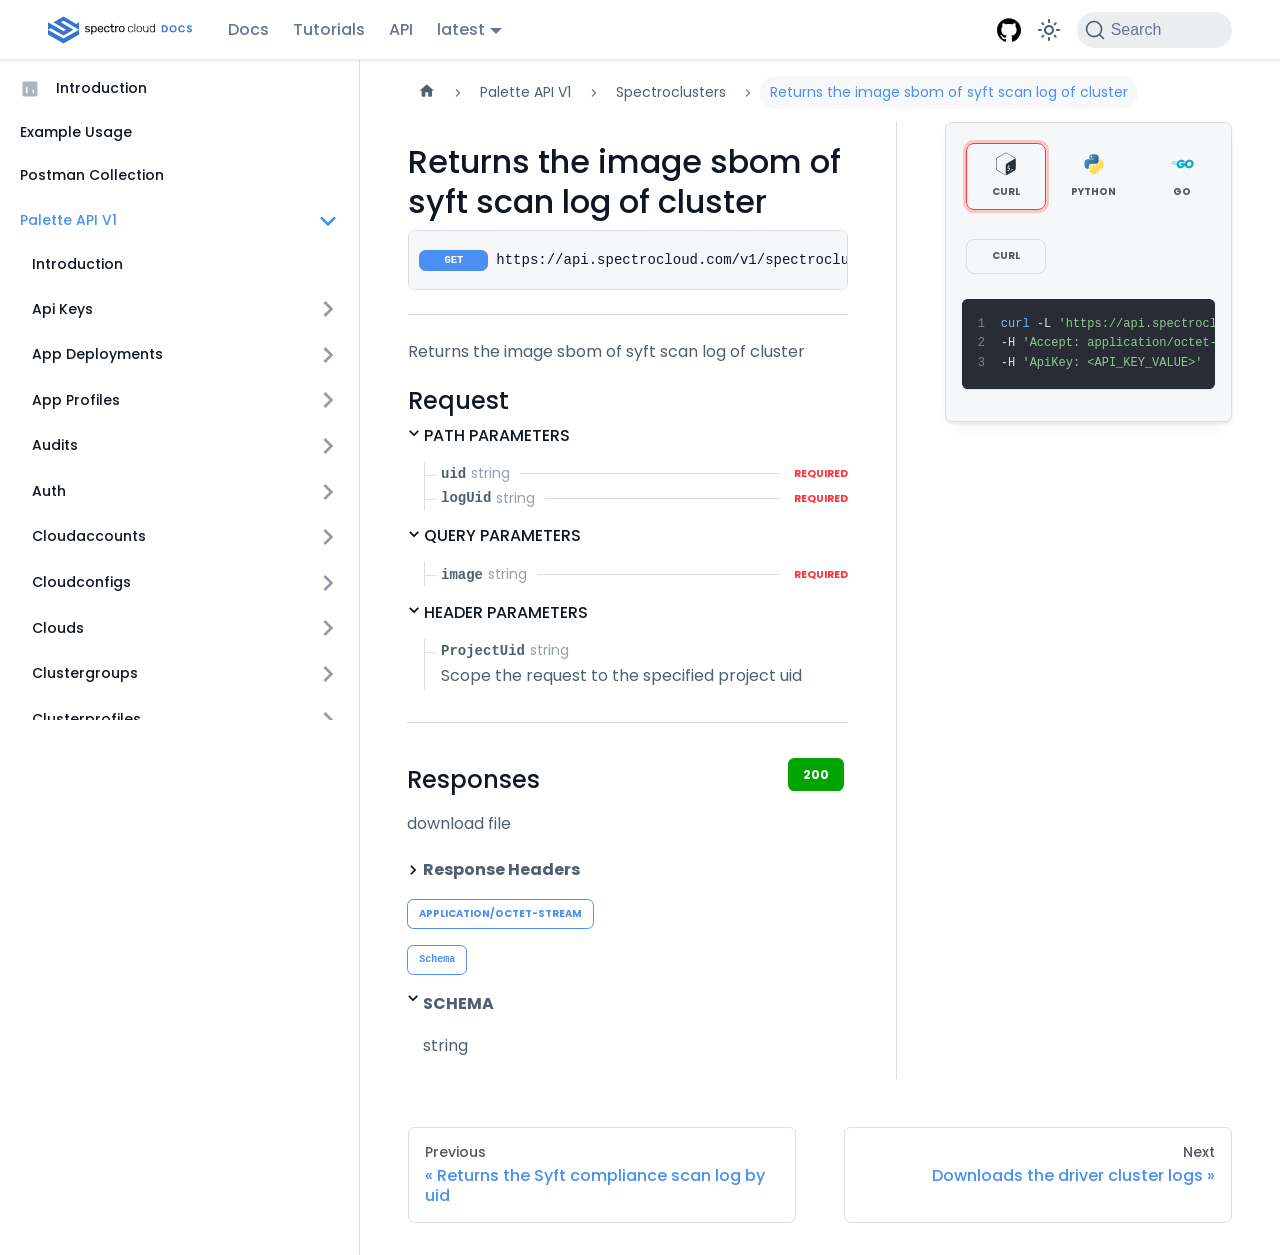 spectro cloud DOCS
Docs
Tutorials
API
latest
Search
Introduction
Example Usage
Postman Collection
Palette API V1
Introduction
Api Keys
App Deployments
App Profiles
Audits
Auth
Cloudaccounts
Cloudconfigs
Clouds
Clustergroups
Clusterprofiles
Palette API V1
Spectroclusters
Returns the image sbom of syft scan log of cluster
Returns the image sbom of
syft scan log of cluster
GET https://api.spectrocloud.com/v1/spectroclu
Returns the image sbom of syft scan log of cluster
Request
PATH PARAMETERS
uid string REQUIRED
logUid string REQUIRED
QUERY PARAMETERS
image string REQUIRED
HEADER PARAMETERS
ProjectUid string
Scope the request to the specified project uid
Responses
200
download file
Response Headers
APPLICATION/OCTET-STREAM
Schema
SCHEMA
string
CURL
PYTHON
GO
GO
CURL
1 curl -L 'https://api.spectrocl
2 -H 'Accept: application/octet-
3 -H 'ApiKey: <API_KEY_VALUE>'
Previous
« Returns the Syft compliance scan log by
uid
Next
Downloads the driver cluster logs »